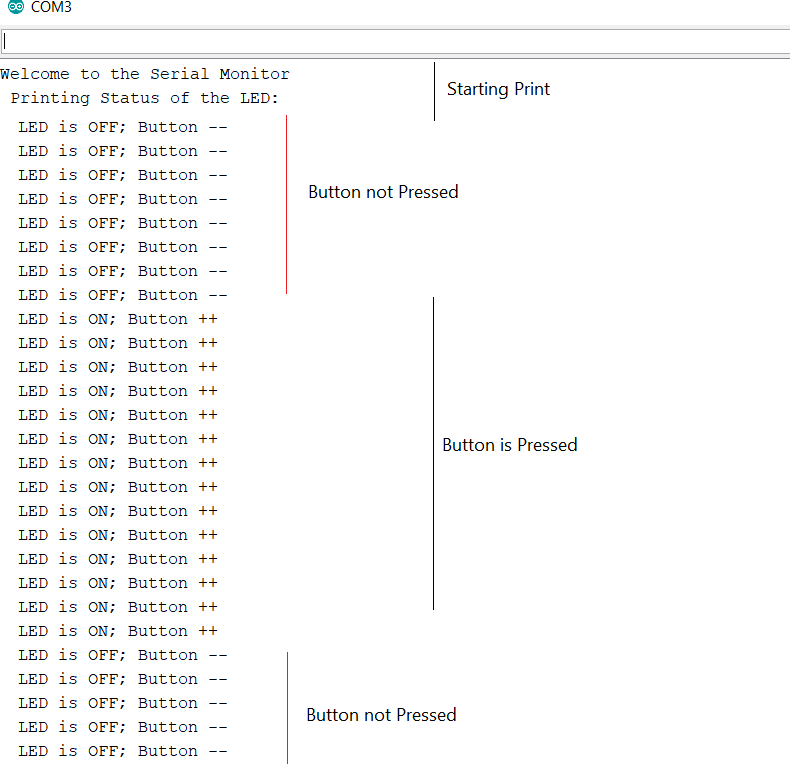 COM3
Welcome to the Serial Monitor
Starting Print
Printing Status of the LED:
LED is OFF; Button --
LED is OFF; Button --
LED is OFF; Button --
Button not Pressed
LED is OFF; Button --
LED is OFF; Button --
LED is OFF; Button --
LED is OFF; Button --
LED is OFF; Button --
LED is ON; Button ++
LED is ON; Button ++
LED is ON; Button ++
LED is ON; Button ++
LED is ON; Button ++
LED is ON; Button ++
Button is Pressed
LED is ON; Button ++
LED is ON; Button ++
LED is ON; Button ++
LED is ON; Button ++
LED is ON; Button ++
LED is ON; Button ++
LED is ON; Button ++
LED is ON; Button ++
LED is OFF; Button --
LED is OFF; Button --
LED is OFF; Button --
Button not Pressed
LED is OFF; Button --
LED is OFF; Button --